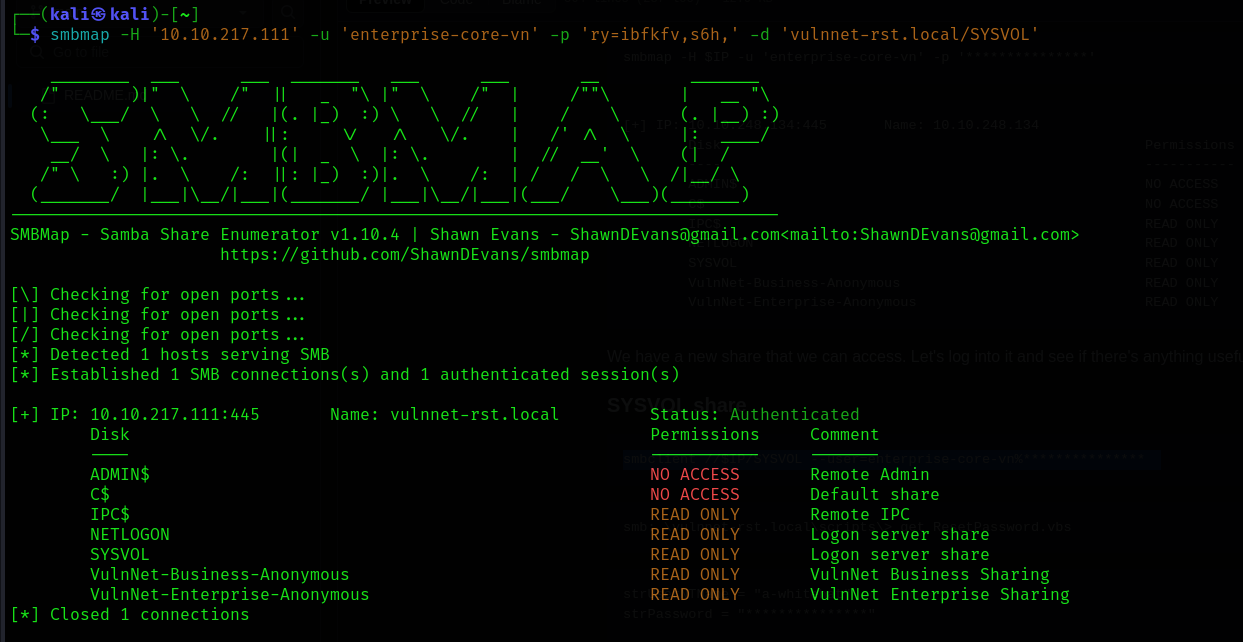 ┌──(kali㉿kali)-[~]
└─$ smbmap -H '10.10.217.111' -u 'enterprise-core-vn' -p 'ry=ibfkfv,s6h,' -d 'vulnnet-rst.local/SYSVOL'
SMBMAP
SMBMap - Samba Share Enumerator v1.10.4 | Shawn Evans - ShawnDEvans@gmail.com<mailto:ShawnDEvans@gmail.com>
https://github.com/ShawnDEvans/smbmap
[\] Checking for open ports...
[|] Checking for open ports...
[/] Checking for open ports...
[*] Detected 1 hosts serving SMB
[*] Established 1 SMB connections(s) and 1 authenticated session(s)
[+] IP: 10.10.217.111:445 Name: vulnnet-rst.local Status: Authenticated
Disk Permissions Comment
---- ----------- -------
ADMIN$ NO ACCESS Remote Admin
C$ NO ACCESS Default share
IPC$ READ ONLY Remote IPC
NETLOGON READ ONLY Logon server share
SYSVOL READ ONLY Logon server share
VulnNet-Business-Anonymous READ ONLY VulnNet Business Sharing
VulnNet-Enterprise-Anonymous READ ONLY VulnNet Enterprise Sharing
[*] Closed 1 connections